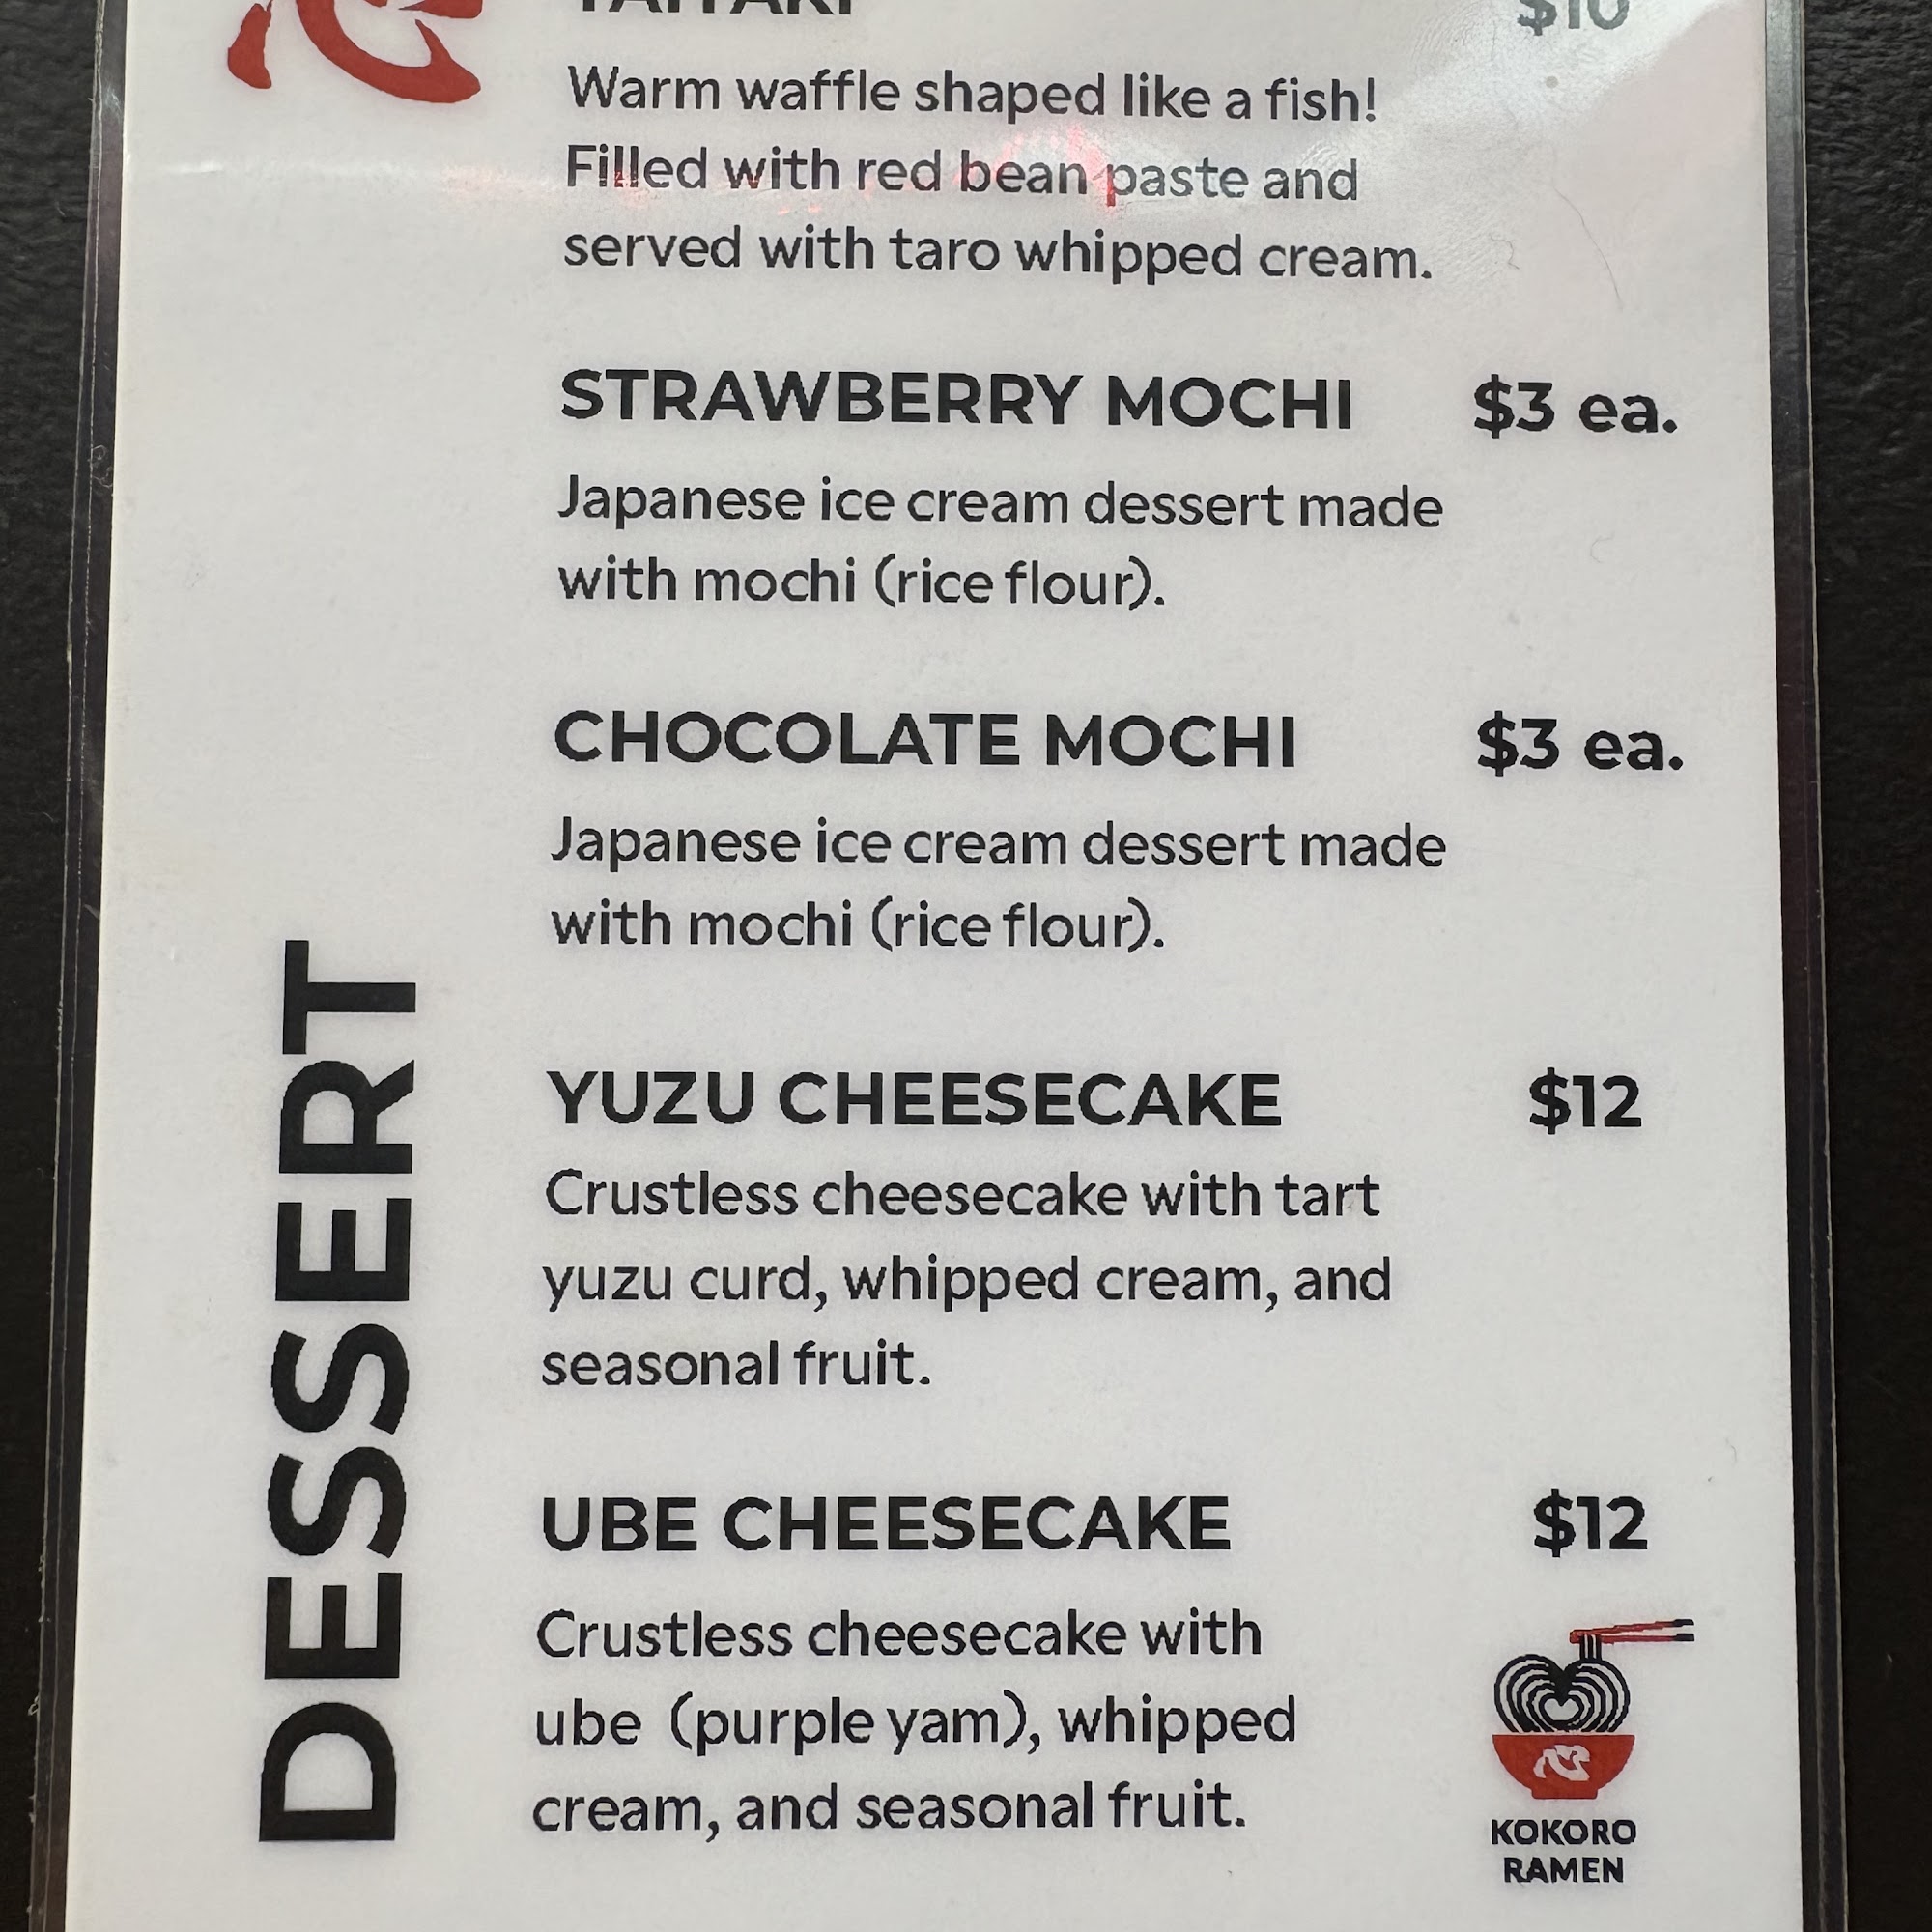 TAIYAKI $10
Warm waffle shaped like a fish!
Filled with red bean paste and
served with taro whipped cream.
STRAWBERRY MOCHI $3 ea.
Japanese ice cream dessert made
with mochi (rice flour).
CHOCOLATE MOCHI $3 ea.
Japanese ice cream dessert made
with mochi (rice flour).
YUZU CHEESECAKE $12
Crustless cheesecake with tart
yuzu curd, whipped cream, and
seasonal fruit.
UBE CHEESECAKE $12
Crustless cheesecake with
ube (purple yam), whipped
cream, and seasonal fruit.
DESSERT
心
KOKORO
RAMEN